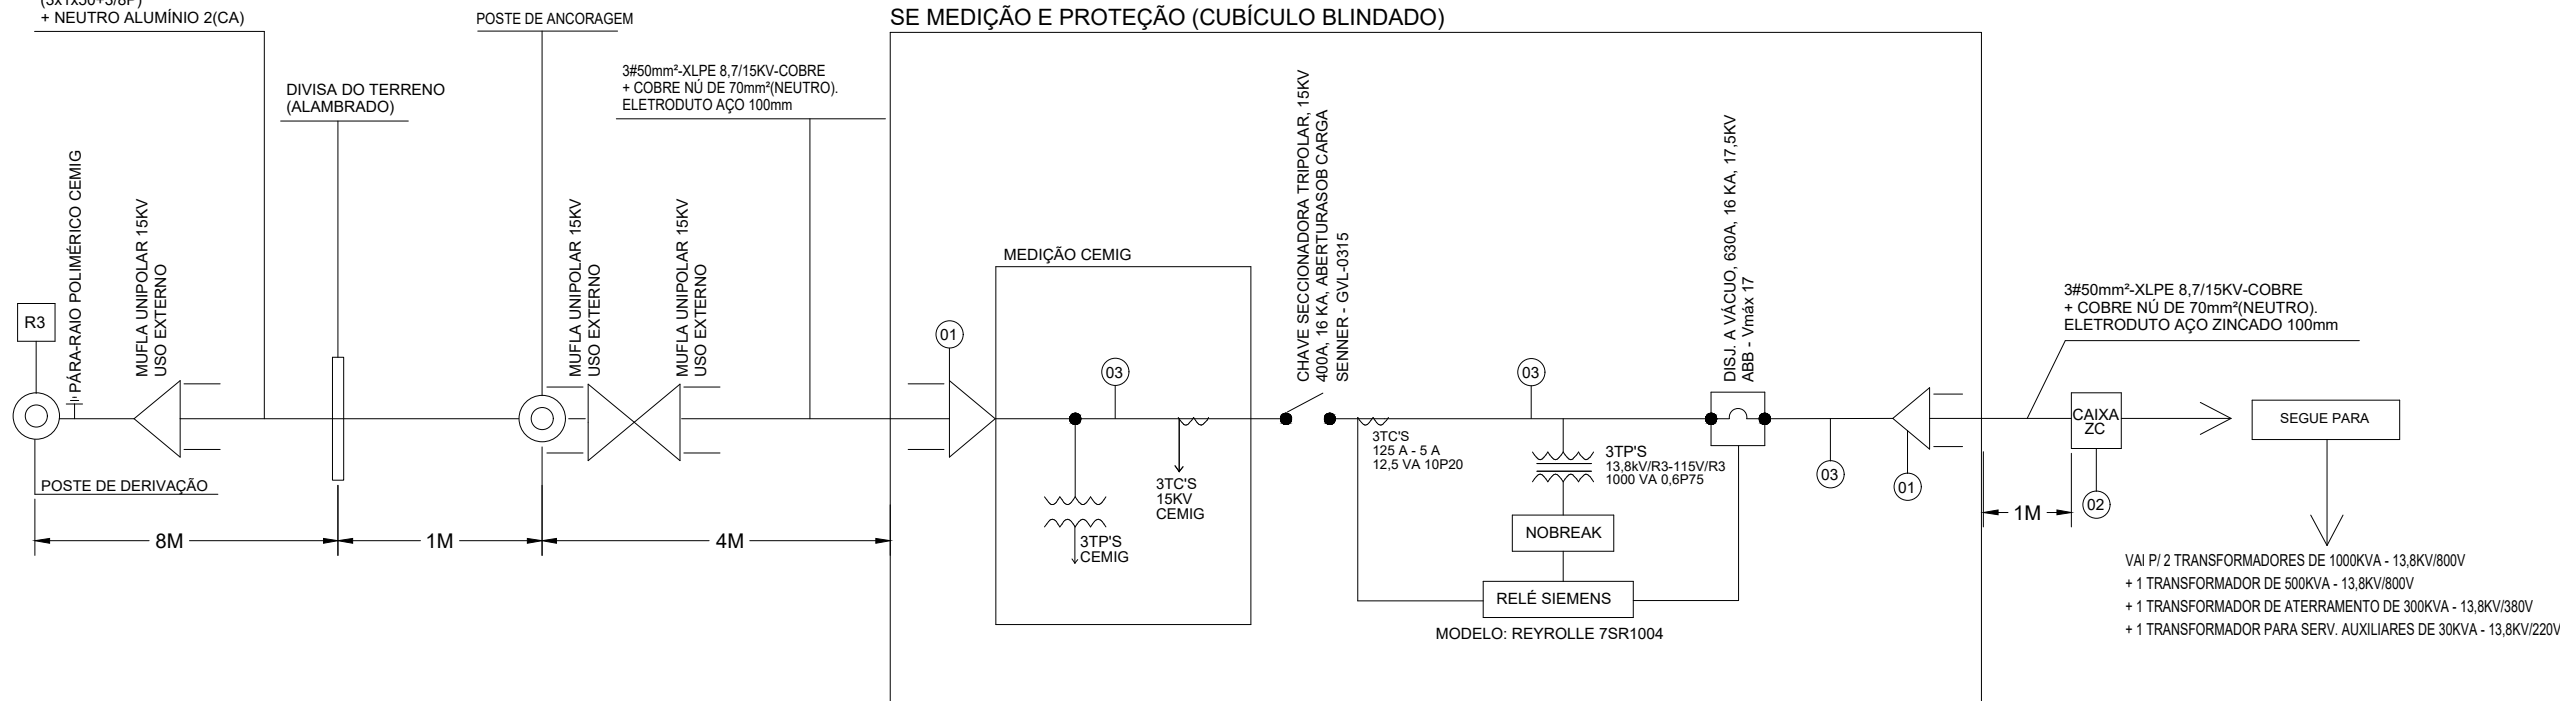 (3x1x50+3/8P)
+ NEUTRO ALUMÍNIO 2(CA)
POSTE DE ANCORAGEM
SE MEDIÇÃO E PROTEÇÃO (CUBÍCULO BLINDADO)
DIVISA DO TERRENO
(ALAMBRADO)
3#50mm²-XLPE 8,7/15KV-COBRE
+ COBRE NÚ DE 70mm²(NEUTRO).
ELETRODUTO AÇO 100mm
R3
PÁRA-RAIO POLIMÉRICO CEMIG
MUFLA UNIPOLAR 15KV
USO EXTERNO
MUFLA UNIPOLAR 15KV
USO EXTERNO
MUFLA UNIPOLAR 15KV
USO EXTERNO
POSTE DE DERIVAÇÃO
8M
1M
4M
01
MEDIÇÃO CEMIG
03
3TC'S
15KV
CEMIG
3TP'S
CEMIG
CHAVE SECCIONADORA TRIPOLAR, 15KV
400A, 16 KA, ABERTURASOB CARGA
SENNER - GVL-0315
3TC'S
125 A - 5 A
12,5 VA 10P20
03
3TP'S
13,8kV/R3-115V/R3
1000 VA 0,6P75
NOBREAK
RELÉ SIEMENS
MODELO: REYROLLE 7SR1004
DISJ. A VÁCUO, 630A, 16 KA, 17,5KV
ABB - Vmáx 17
03
01
1M
3#50mm²-XLPE 8,7/15KV-COBRE
+ COBRE NÚ DE 70mm²(NEUTRO).
ELETRODUTO AÇO ZINCADO 100mm
CAIXA
ZC
02
SEGUE PARA
VAI P/ 2 TRANSFORMADORES DE 1000KVA - 13,8KV/800V
+ 1 TRANSFORMADOR DE 500KVA - 13,8KV/800V
+ 1 TRANSFORMADOR DE ATERRAMENTO DE 300KVA - 13,8KV/380V
+ 1 TRANSFORMADOR PARA SERV. AUXILIARES DE 30KVA - 13,8KV/220V